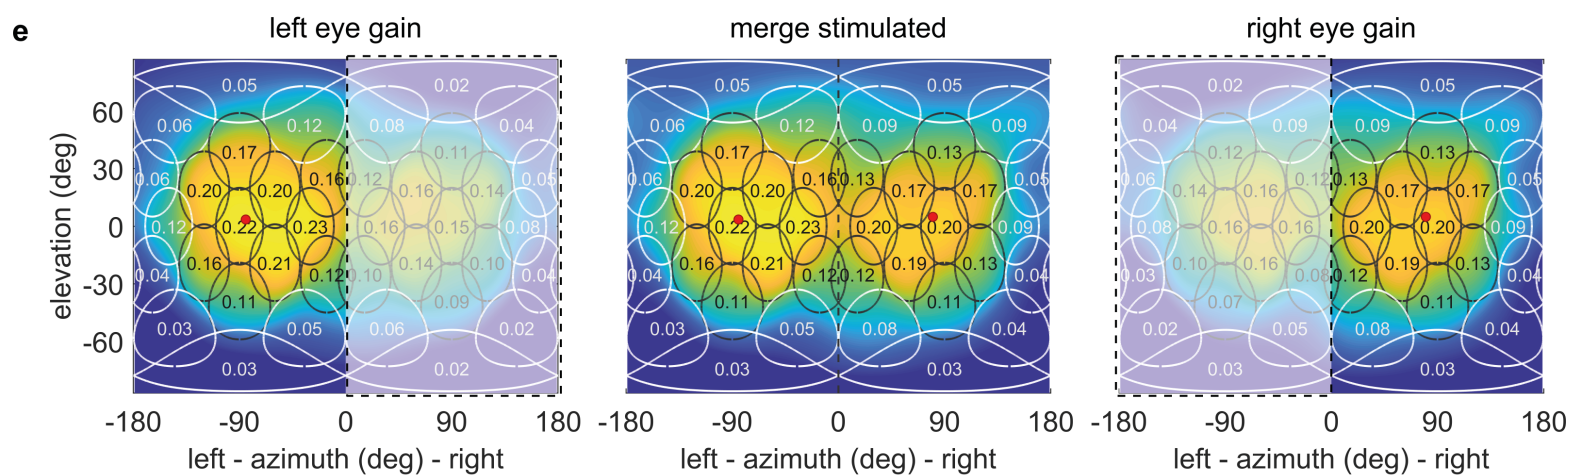 e
left eye gain
merge stimulated
right eye gain
elevation (deg)
60
30
0
-30
-60
0.05 0.02
0.06 0.12 0.08 0.04
0.17 0.11
0.06 0.20 0.20 0.16 0.12 0.16 0.14 0.05
0.12 0.22 0.23 0.16 0.15 0.08
0.04 0.16 0.21 0.12 0.10 0.14 0.10 0.04
0.11 0.09
0.03 0.05 0.06 0.02
0.03 0.02
-180 -90 0 90 180
left - azimuth (deg) - right
0.05 0.05
0.06 0.12 0.09 0.09
0.17 0.13
0.06 0.20 0.20 0.16 0.13 0.17 0.17 0.05
0.12 0.22 0.23 0.20 0.20 0.09
0.04 0.16 0.21 0.12 0.12 0.19 0.13 0.04
0.11 0.11
0.03 0.05 0.08 0.04
0.03 0.03
-180 -90 0 90 180
left - azimuth (deg) - right
0.02 0.05
0.04 0.09 0.09 0.09
0.12 0.13
0.03 0.14 0.16 0.12 0.13 0.17 0.17 0.05
0.08 0.16 0.16 0.20 0.20 0.09
0.03 0.10 0.16 0.08 0.12 0.19 0.13 0.04
0.07 0.11
0.02 0.05 0.08 0.04
0.03 0.03
-180 -90 0 90 180
left - azimuth (deg) - right